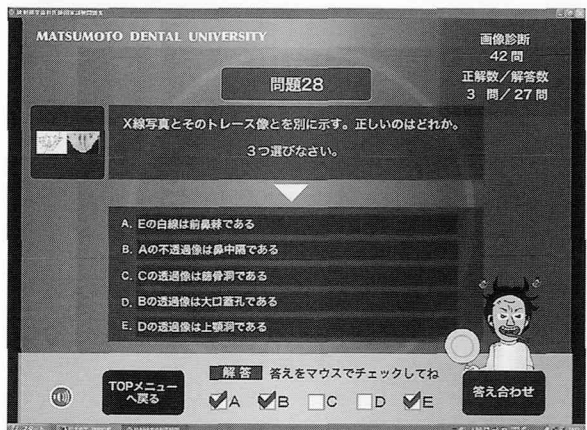 MATSUMOTO DENTAL UNIVERSITY
画像診断
42 問
正解数／解答数
3 問／27 問
問題28
X線写真とそのトレース像とを別に示す。正しいのはどれか。
3つ選びなさい。
A. Eの白線は前鼻棘である
B. Aの不透過像は鼻中隔である
C. Cの透過像は篩骨洞である
D. Bの透過像は大口蓋孔である
E. Dの透過像は上顎洞である
解答 答えをマウスでチェックしてね
TOPメニュー
へ戻る
A B C D E
答え合わせ